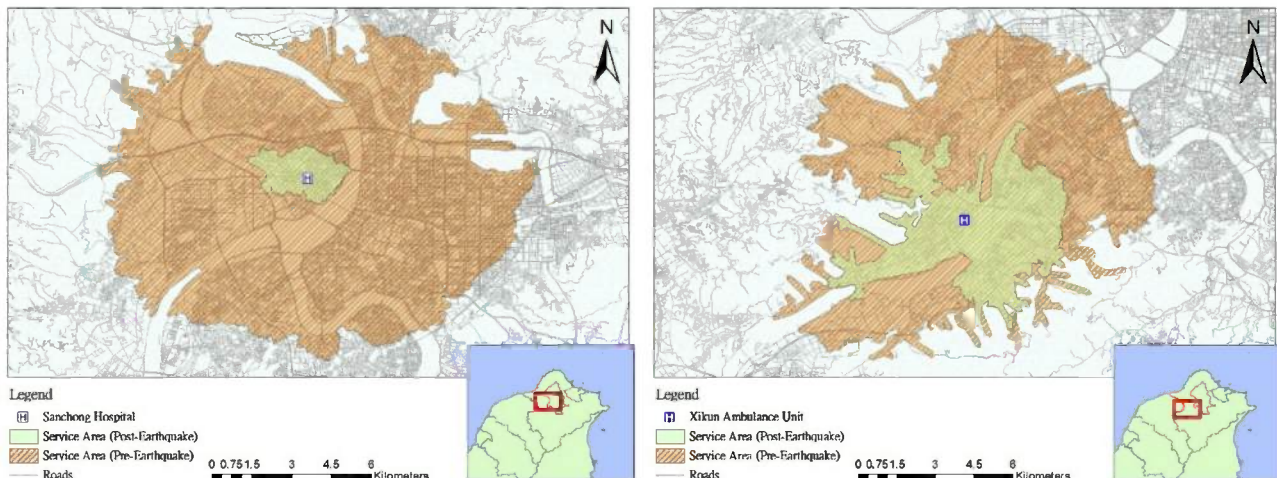 N
H
Legend
H Sanchong Hospital
Service Area (Post-Earthquake)
Service Area (Pre-Earthquake)
Roads
0 0.75 1.5 3 4.5 6
Kilometers
N
H
Legend
H Xikun Ambulance Unit
Service Area (Post-Earthquake)
Service Area (Pre-Earthquake)
Roads
0 0.75 1.5 3 4.5 6
Kilometers